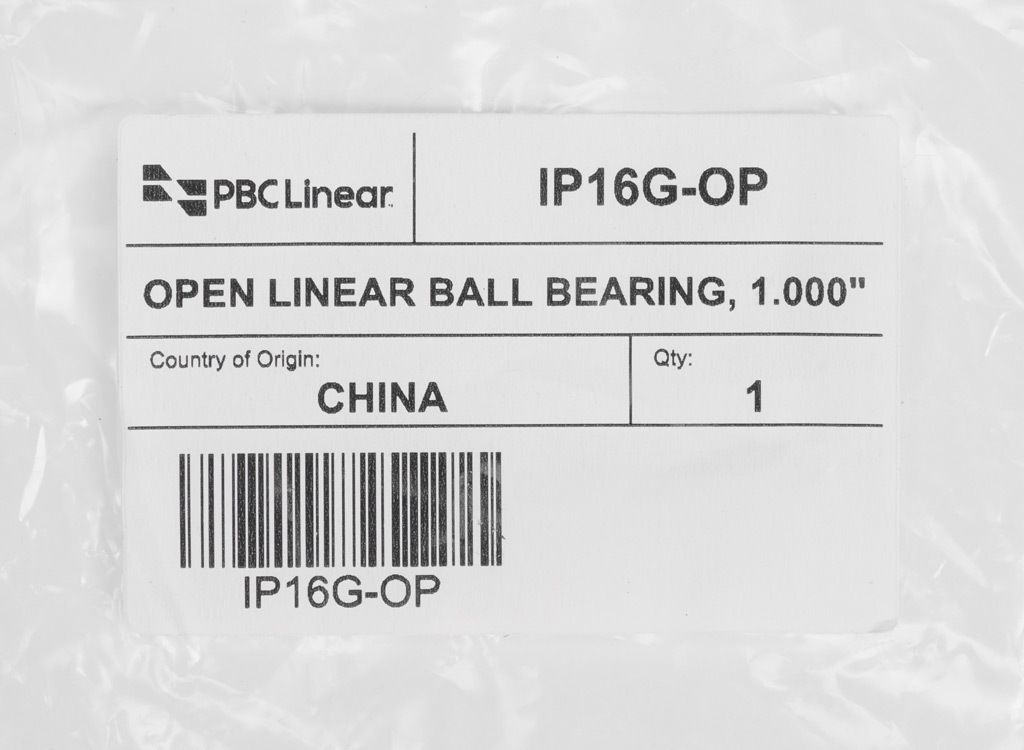 PBC Linear.
IP16G-OP
OPEN LINEAR BALL BEARING, 1.000"
Country of Origin:
CHINA
Qty:
1
IP16G-OP